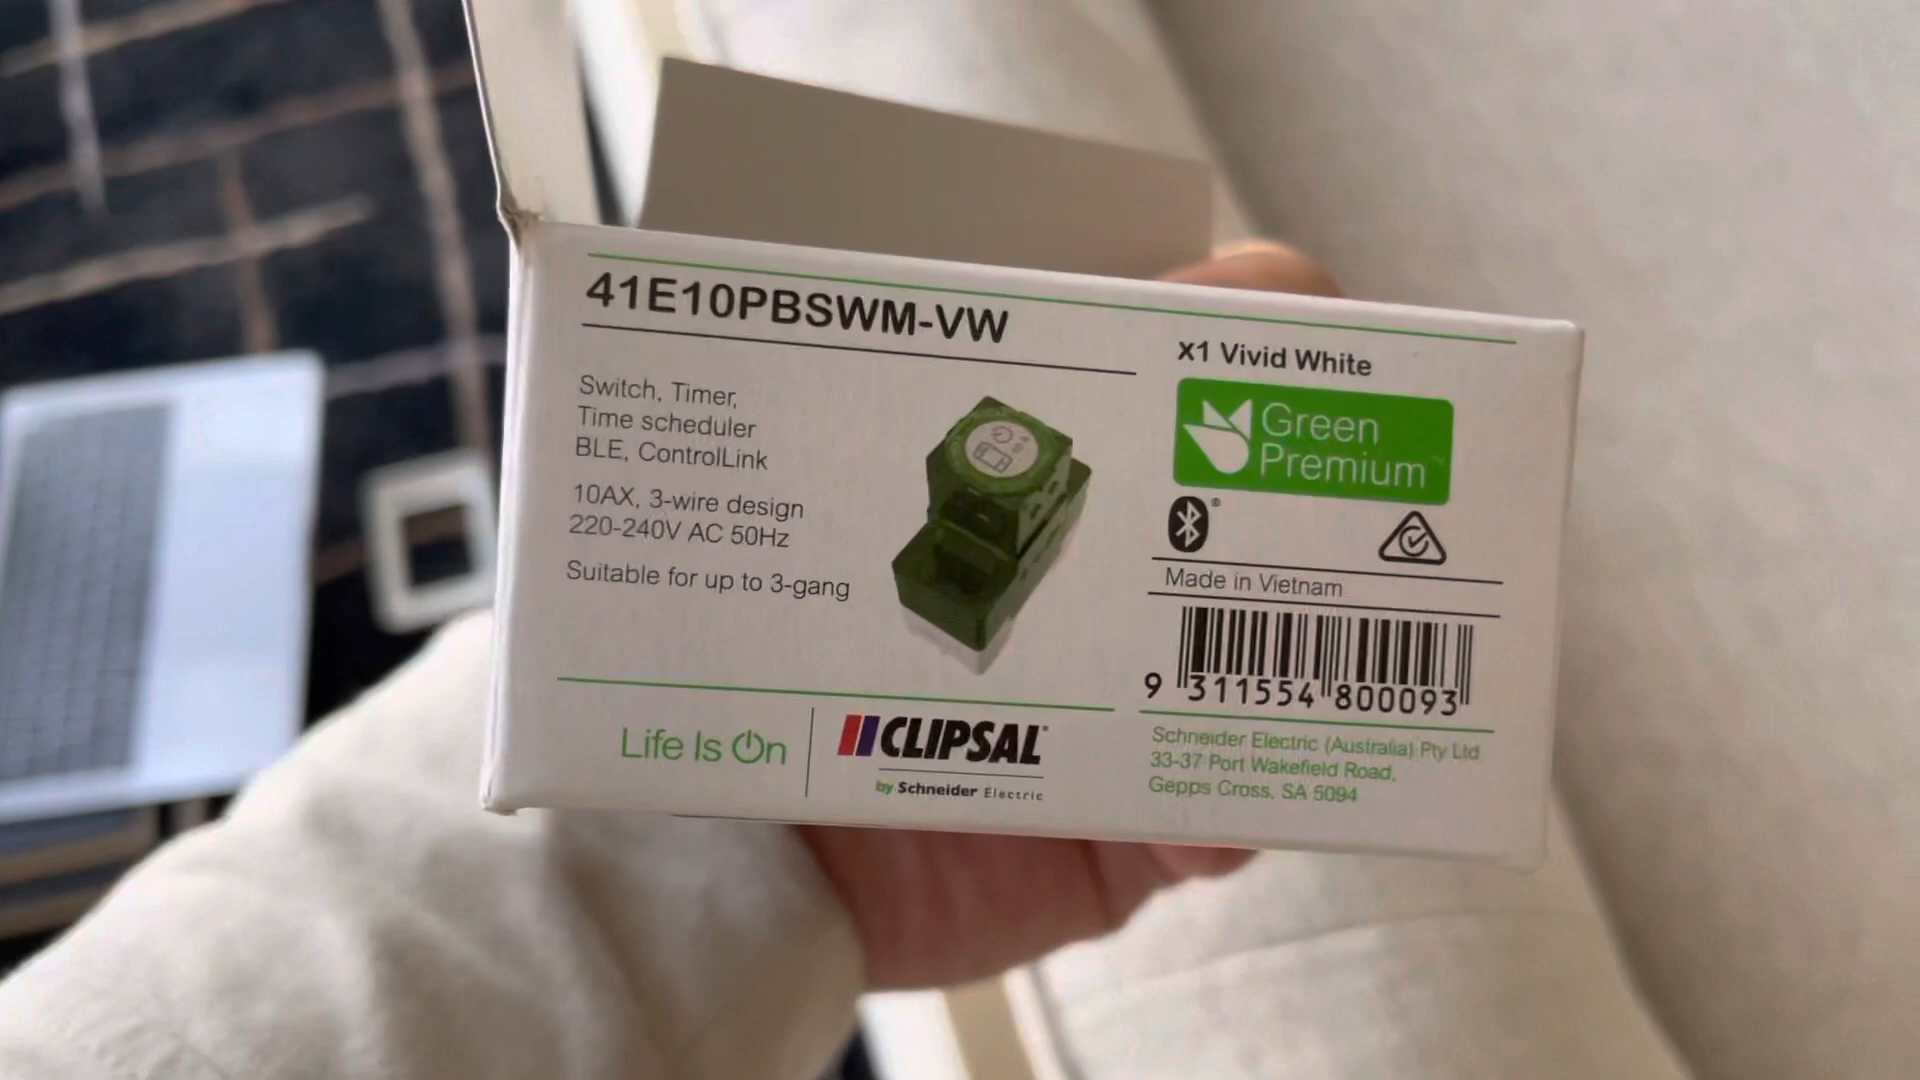 41E10PBSWM-VW
Switch, Timer,
Time scheduler
BLE, ControlLink
10AX, 3-wire design
220-240V AC 50Hz
Suitable for up to 3-gang
x1 Vivid White
Green
Premium
Made in Vietnam
9 311554 800093
Life Is On
CLIPSAL
by Schneider Electric
Schneider Electric (Australia) Pty Ltd
33-37 Port Wakefield Road,
Gepps Cross, SA 5094